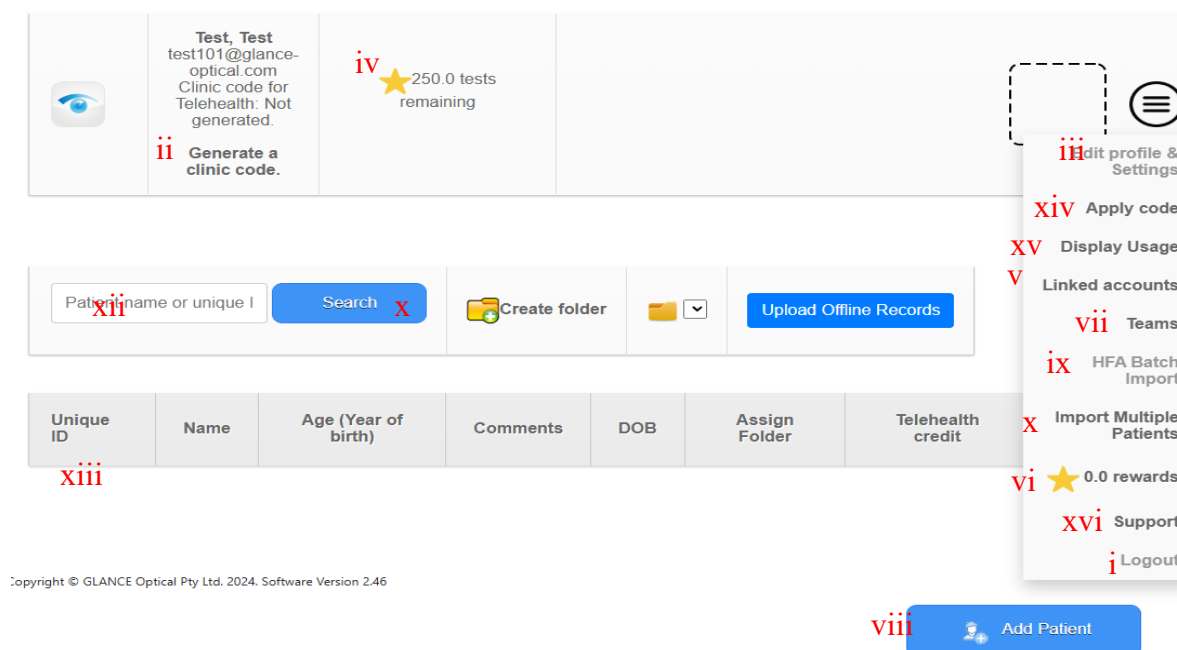 Test, Test
test101@glance-
optical.com
Clinic code for
Telehealth: Not
generated.
ii Generate a
clinic code.
iv 250.0 tests
remaining
iii Edit profile &
Settings
xiv Apply code
xv Display Usage
v Linked accounts
vii Teams
ix HFA Batch
Import
x Import Multiple
Patients
vi 0.0 rewards
xvi Support
i Logout
Patient name or unique I
xii
Search x
Create folder
Upload Offline Records
Unique
ID
Name
Age (Year of
birth)
Comments
DOB
Assign
Folder
Telehealth
credit
xiii
Copyright © GLANCE Optical Pty Ltd. 2024. Software Version 2.46
viii Add Patient